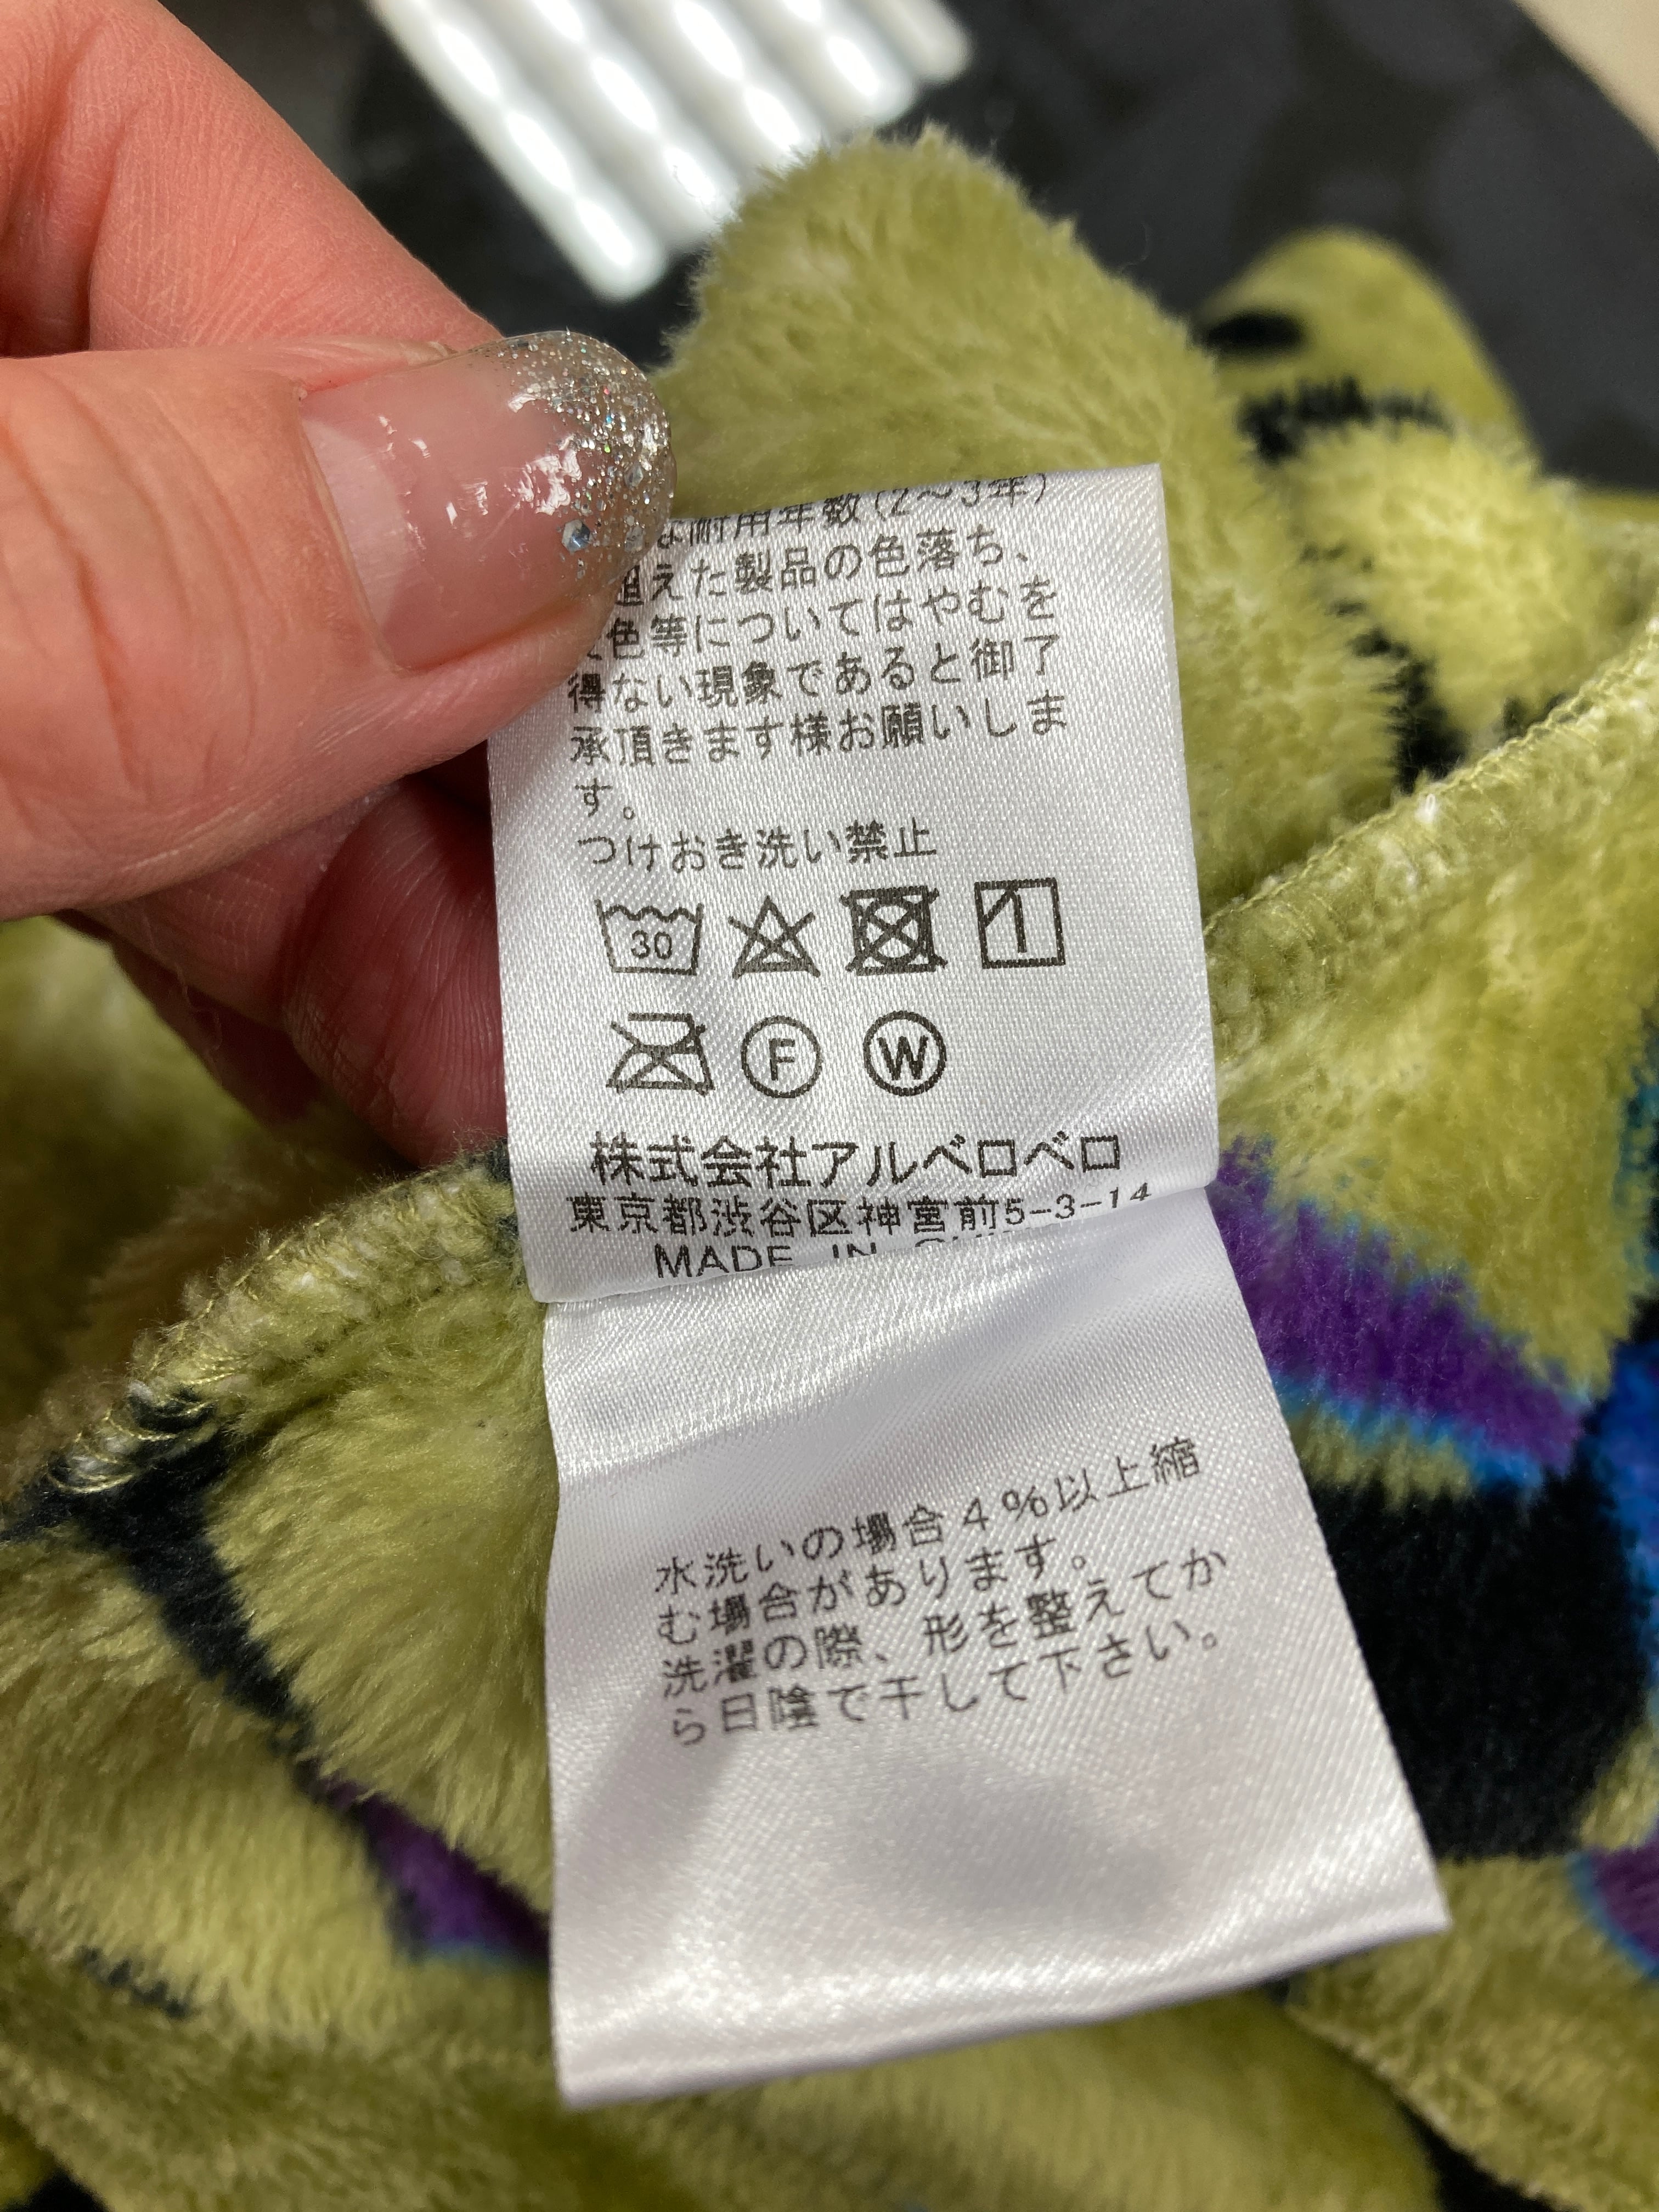 耐用年数(2〜3年)
超えた製品の色落ち、
色等についてはやむを
得ない現象であると御了
承頂きます様お願いしま
す。
つけおき洗い禁止
30
F W
株式会社アルベロベロ
東京都渋谷区神宮前5-3-14
MADE IN
水洗いの場合4%以上縮
む場合があります。
洗濯の際、形を整えてか
ら日陰で干して下さい。